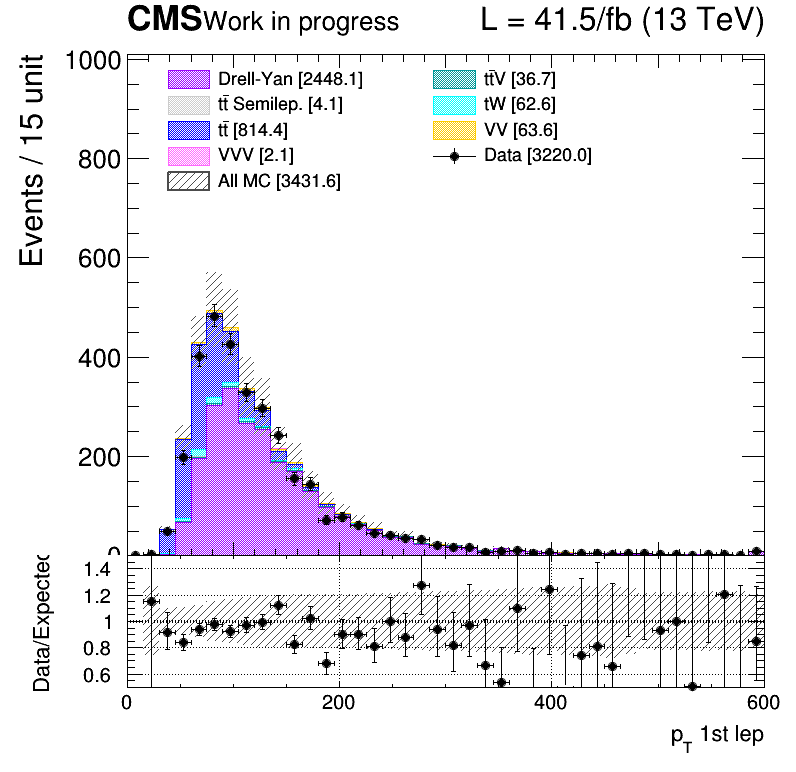 CMS Work in progress L = 41.5/fb (13 TeV)
Events / 15 unit
1000
800
600
400
200
0
Drell-Yan [2448.1]
tt̄ Semilep. [4.1]
tt̄ [814.4]
VVV [2.1]
All MC [3431.6]
tt̄V [36.7]
tW [62.6]
VV [63.6]
Data [3220.0]
Data/Expected
1.4
1.2
1
0.8
0.6
0 200 400 600
p_T 1st lep